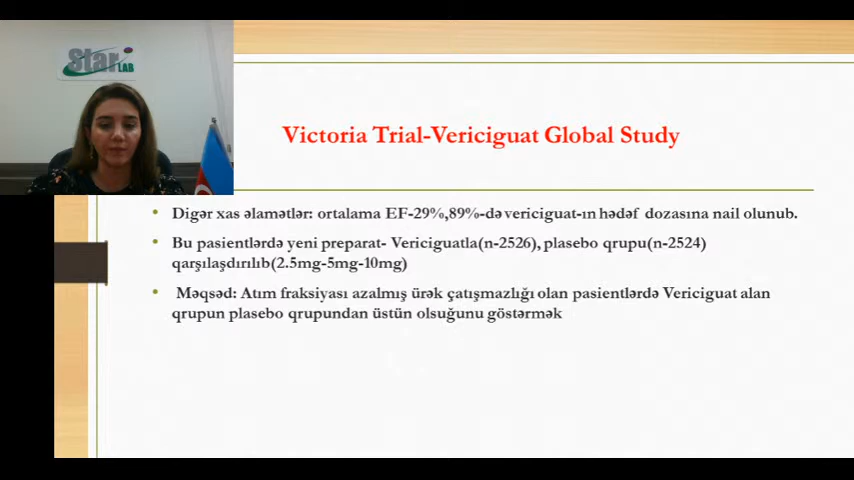 Star
LAB
Victoria Trial-Vericiguat Global Study
• Digər xas əlamətlər: ortalama EF-29%,89%-də vericiguat-ın hədəf dozasına nail olunub.
• Bu pasientlərdə yeni preparat- Vericiguatla(n-2526), plasebo qrupu(n-2524)
qarşılaşdırılıb(2.5mg-5mg-10mg)
• Məqsəd: Atım fraksiyası azalmış ürək çatışmazlığı olan pasientlərdə Vericiguat alan
qrupun plasebo qrupundan üstün olsuğunu göstərmək